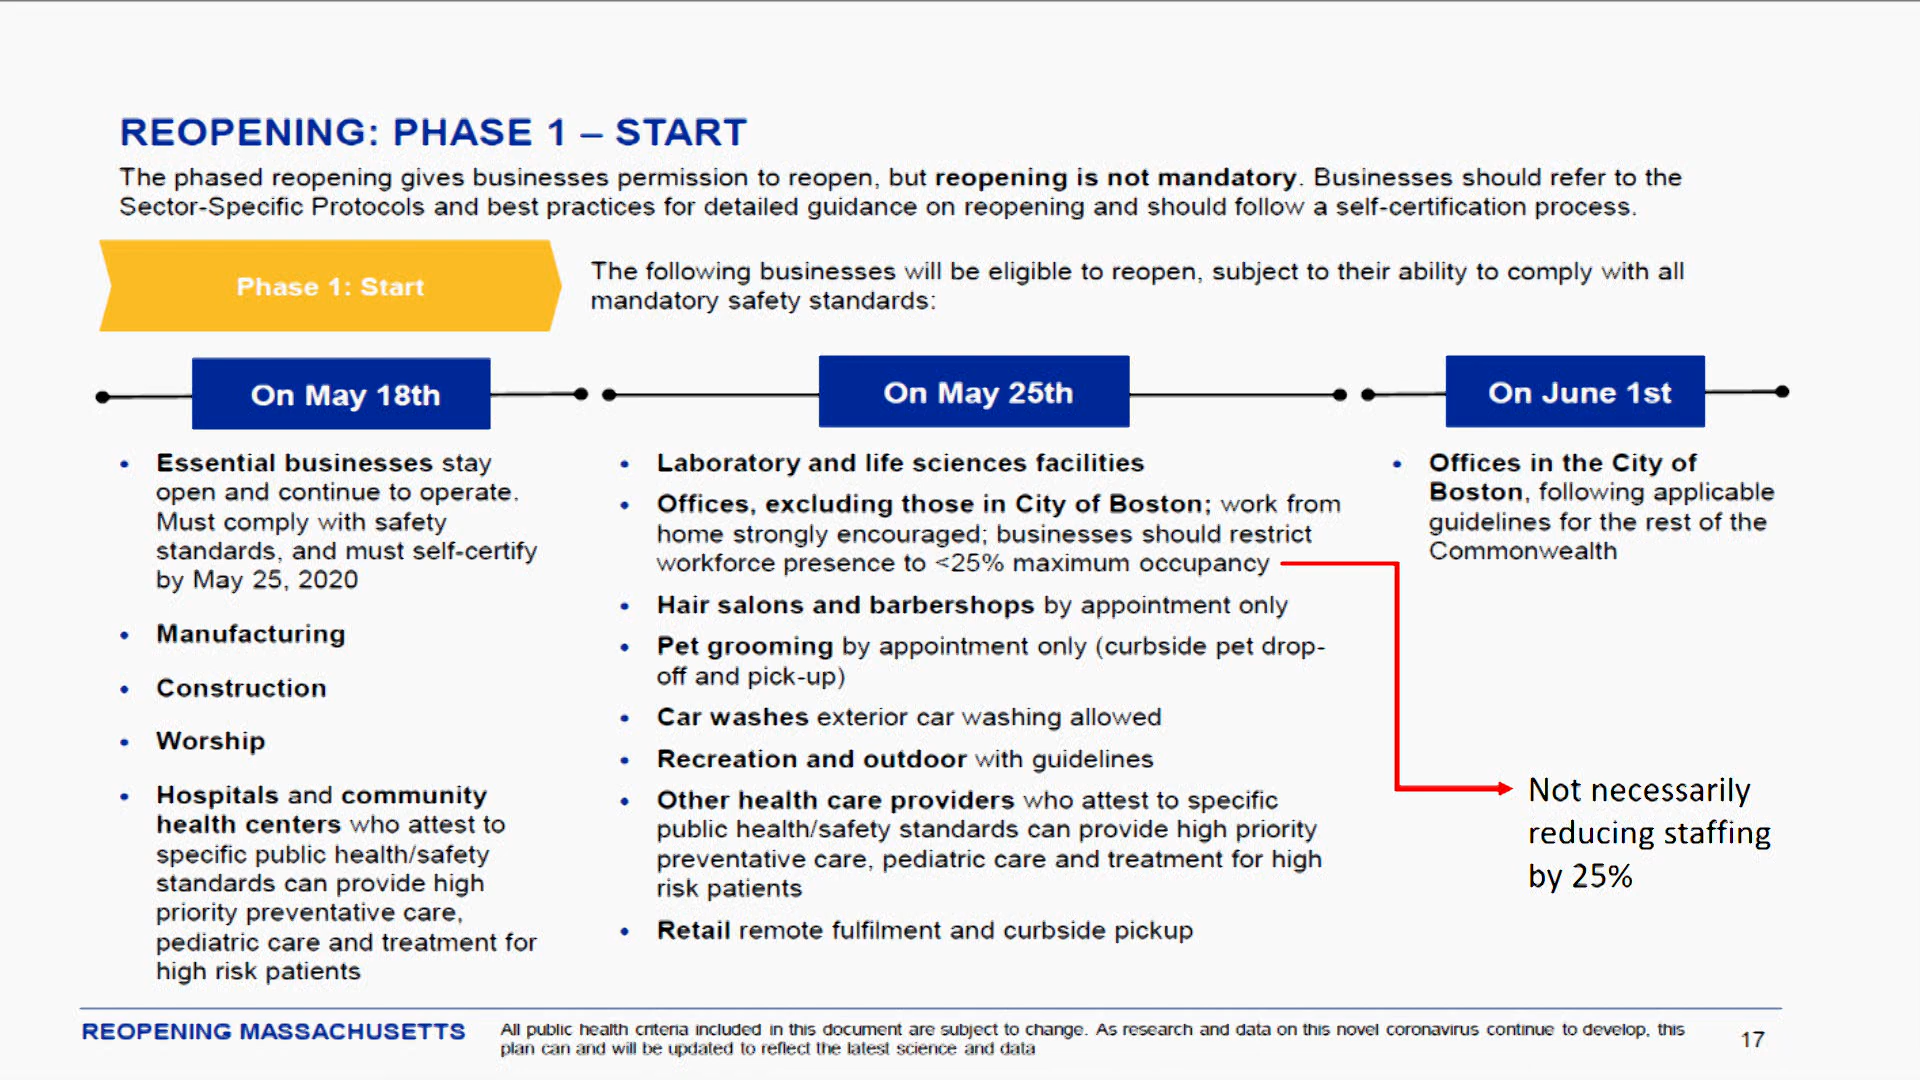 REOPENING: PHASE 1 – START
The phased reopening gives businesses permission to reopen, but reopening is not mandatory. Businesses should refer to the
Sector-Specific Protocols and best practices for detailed guidance on reopening and should follow a self-certification process.
Phase 1: Start
The following businesses will be eligible to reopen, subject to their ability to comply with all
mandatory safety standards:
On May 18th
• Essential businesses stay
open and continue to operate.
Must comply with safety
standards, and must self-certify
by May 25, 2020
• Manufacturing
• Construction
• Worship
• Hospitals and community
health centers who attest to
specific public health/safety
standards can provide high
priority preventative care,
pediatric care and treatment for
high risk patients
On May 25th
• Laboratory and life sciences facilities
• Offices, excluding those in City of Boston; work from
home strongly encouraged; businesses should restrict
workforce presence to <25% maximum occupancy
• Hair salons and barbershops by appointment only
• Pet grooming by appointment only (curbside pet drop-
off and pick-up)
• Car washes exterior car washing allowed
• Recreation and outdoor with guidelines
• Other health care providers who attest to specific
public health/safety standards can provide high priority
preventative care, pediatric care and treatment for high
risk patients
• Retail remote fulfilment and curbside pickup
On June 1st
• Offices in the City of
Boston, following applicable
guidelines for the rest of the
Commonwealth
Not necessarily
reducing staffing
by 25%
REOPENING MASSACHUSETTS
All public health criteria included in this document are subject to change. As research and data on this novel coronavirus continue to develop, this
plan can and will be updated to reflect the latest science and data
17